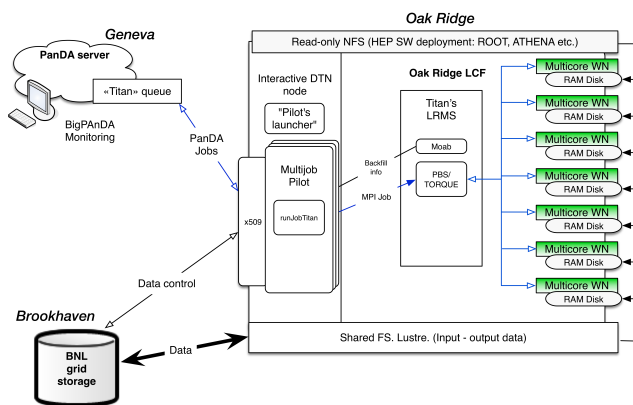 Geneva
Oak Ridge
PanDA server
«Titan» queue
BigPAnDA
Monitoring
PanDA
Jobs
Read-only NFS (HEP SW deployment: ROOT, ATHENA etc.)
Interactive DTN
node
"Pilot's
launcher"
Multijob
Pilot
runJobTitan
x509
Backfill
info
MPI Job
Oak Ridge LCF
Titan's
LRMS
Moab
PBS/
TORQUE
Multicore WN
RAM Disk
Multicore WN
RAM Disk
Multicore WN
RAM Disk
Multicore WN
RAM Disk
Multicore WN
RAM Disk
Multicore WN
RAM Disk
Multicore WN
RAM Disk
Data control
Brookhaven
BNL
grid
storage
Data
Shared FS. Lustre. (Input - output data)